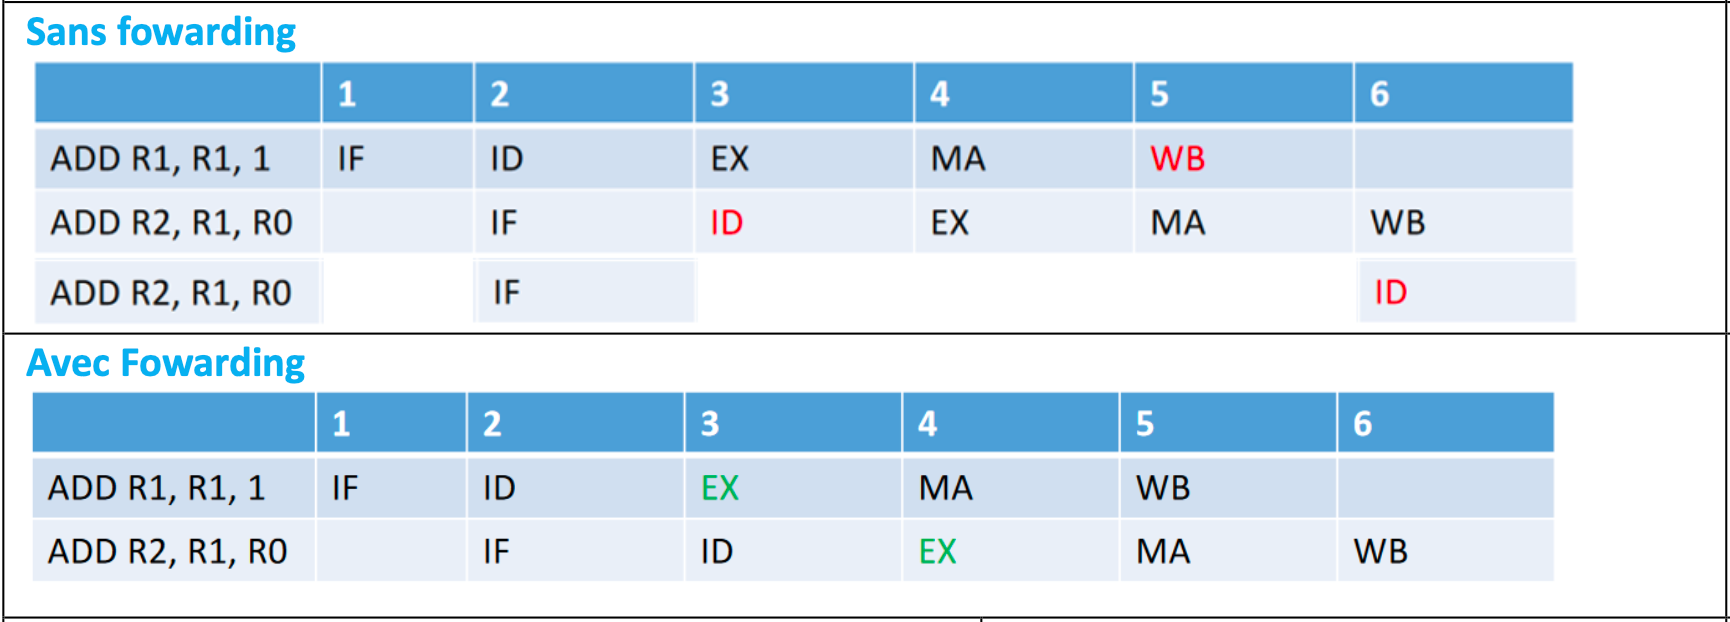 Sans fowarding
1 2 3 4 5 6
ADD R1, R1, 1 IF ID EX MA WB
ADD R2, R1, R0 IF ID EX MA WB
ADD R2, R1, R0 IF ID
Avec Fowarding
1 2 3 4 5 6
ADD R1, R1, 1 IF ID EX MA WB
ADD R2, R1, R0 IF ID EX MA WB